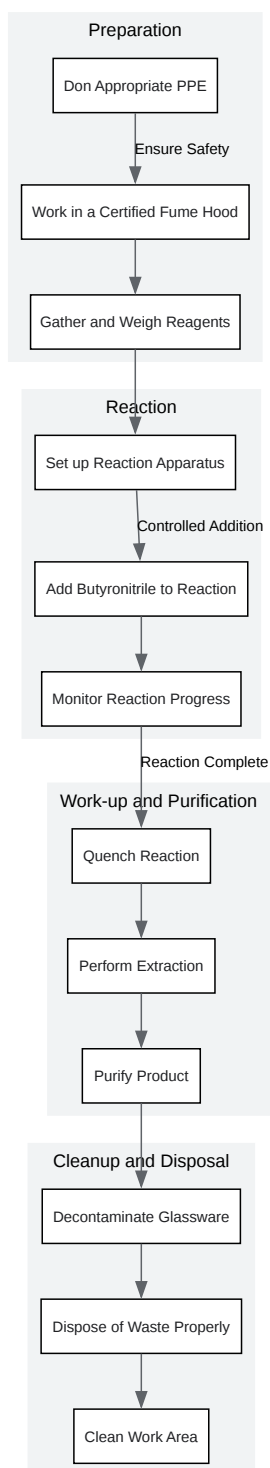 Preparation
Don Appropriate PPE
Ensure Safety
Work in a Certified Fume Hood
Gather and Weigh Reagents
Reaction
Set up Reaction Apparatus
Controlled Addition
Add Butyronitrile to Reaction
Monitor Reaction Progress
Reaction Complete
Work-up and Purification
Quench Reaction
Perform Extraction
Purify Product
Cleanup and Disposal
Decontaminate Glassware
Dispose of Waste Properly
Clean Work Area